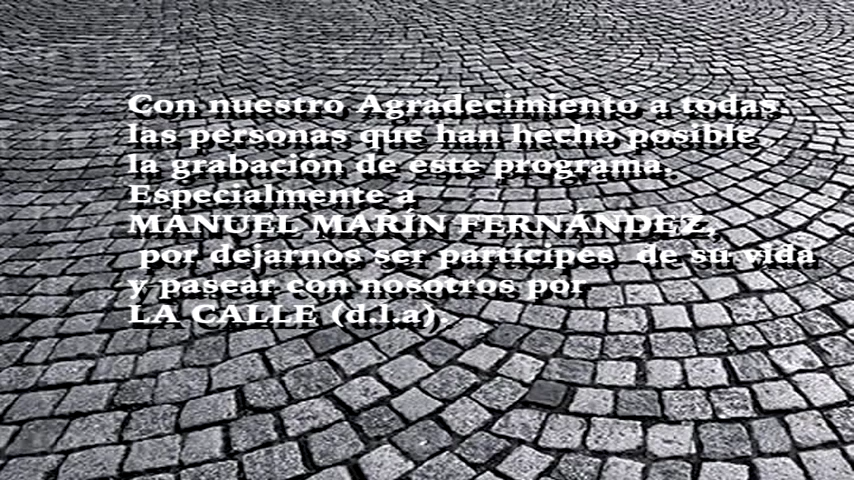 Con nuestro Agradecimiento a todas
las personas que han hecho posible
la grabación de éste programa.
Especialmente a
MANUEL MARÍN FERNÁNDEZ,
por dejarnos ser partícipes de su vida
y pasear con nosotros por
LA CALLE (d.l.a).